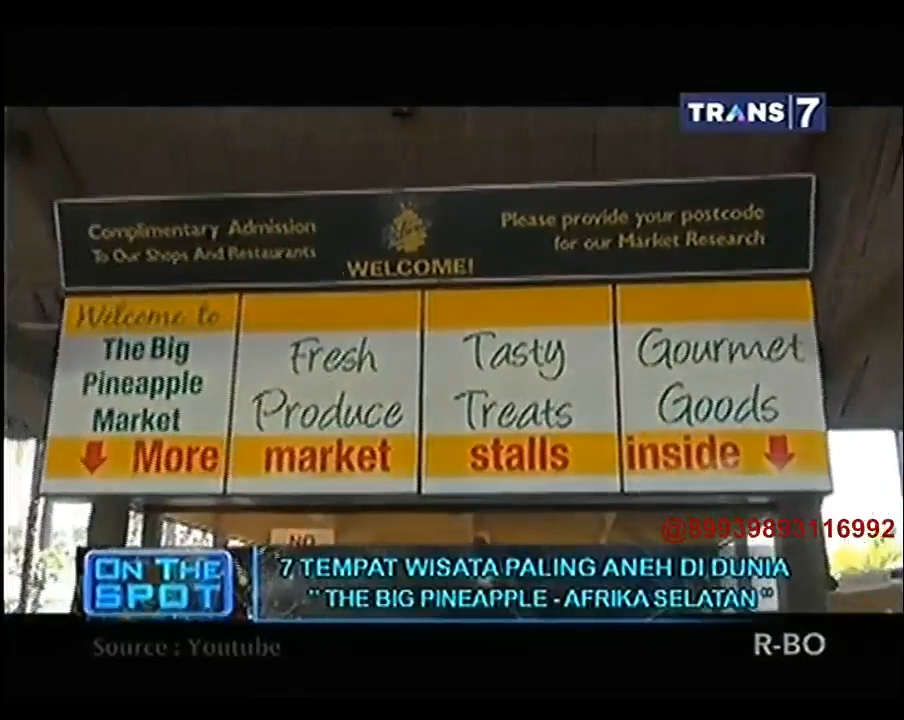 TRANS7
Complimentary Admission
To Our Shops And Restaurants
WELCOME!
Please provide your postcode
for our Market Research
Welcome to
The Big
Pineapple
Market
More
Fresh
Produce
market
Tasty
Treats
stalls
Gourmet
Goods
inside
@89939893116992
NO
ON THE
SPOT
7 TEMPAT WISATA PALING ANEH DI DUNIA
"THE BIG PINEAPPLE - AFRIKA SELATAN"
Source : Youtube
R-BO